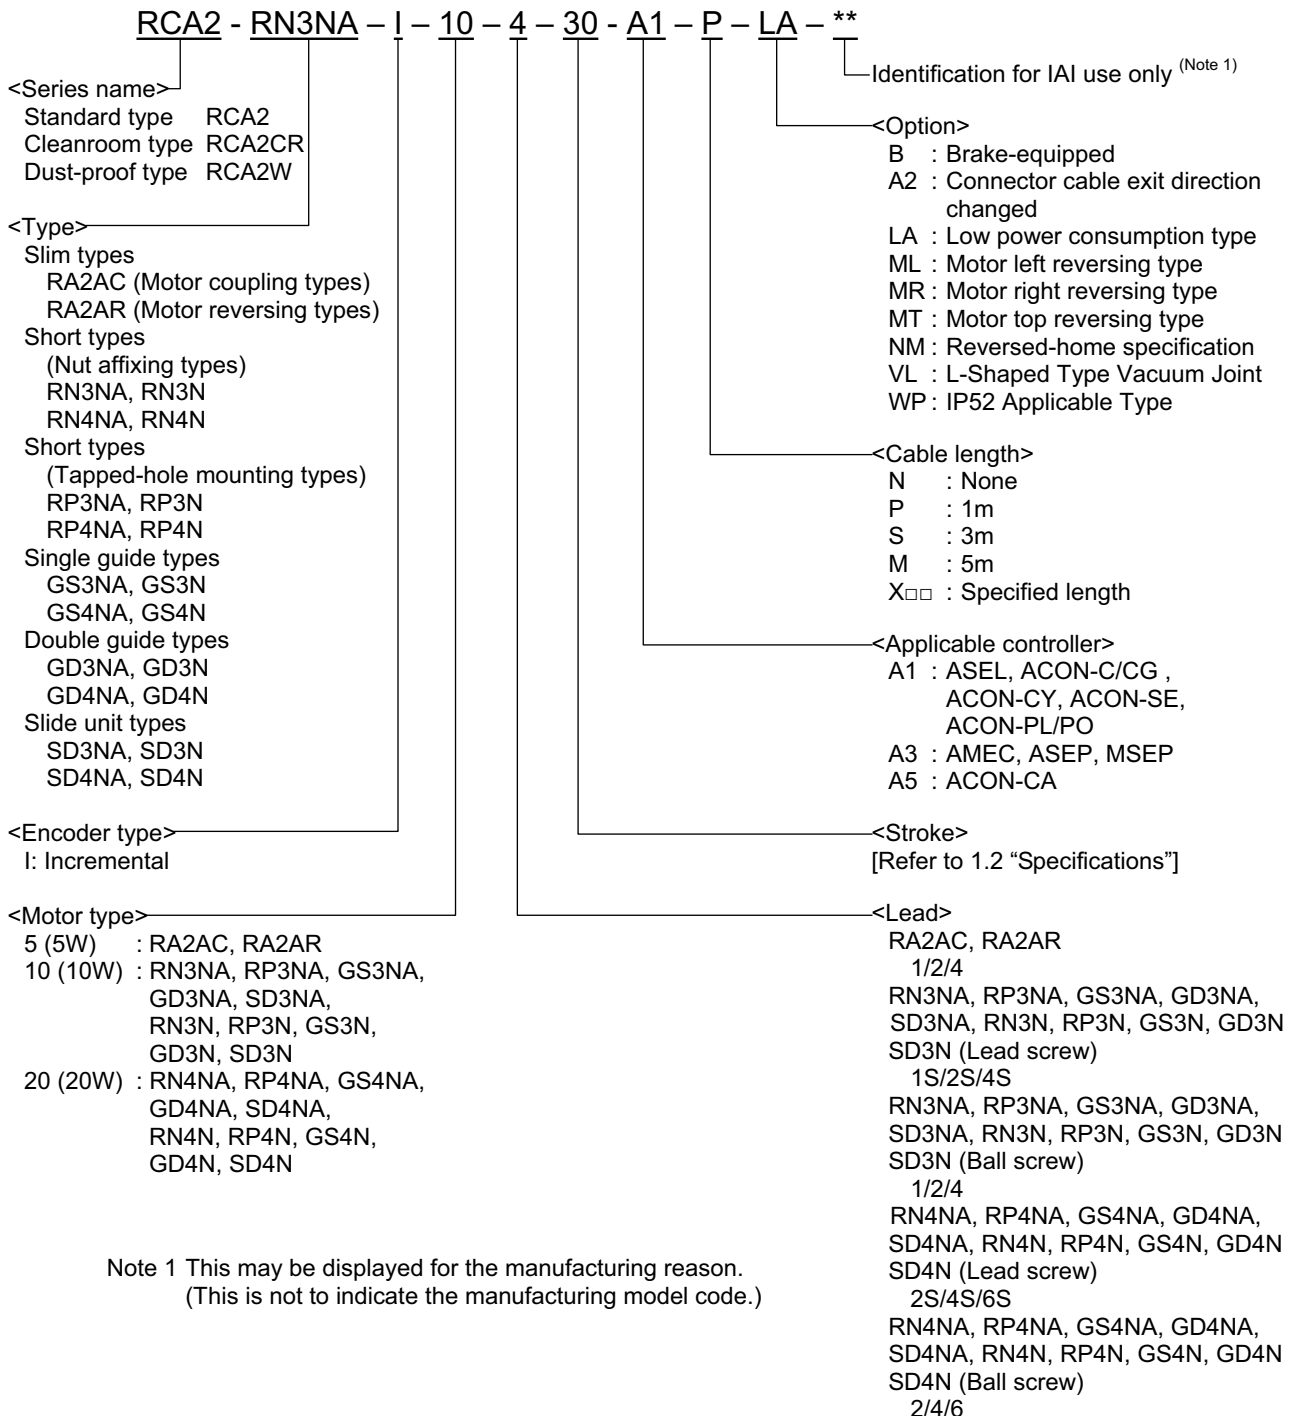 RCA2 - RN3NA – I – 10 – 4 – 30 - A1 – P – LA – **
<Series name>
Standard type RCA2
Cleanroom type RCA2CR
Dust-proof type RCA2W
<Type>
Slim types
RA2AC (Motor coupling types)
RA2AR (Motor reversing types)
Short types
(Nut affixing types)
RN3NA, RN3N
RN4NA, RN4N
Short types
(Tapped-hole mounting types)
RP3NA, RP3N
RP4NA, RP4N
Single guide types
GS3NA, GS3N
GS4NA, GS4N
Double guide types
GD3NA, GD3N
GD4NA, GD4N
Slide unit types
SD3NA, SD3N
SD4NA, SD4N
<Encoder type>
I: Incremental
<Motor type>
5 (5W) : RA2AC, RA2AR
10 (10W) : RN3NA, RP3NA, GS3NA,
GD3NA, SD3NA,
RN3N, RP3N, GS3N,
GD3N, SD3N
20 (20W) : RN4NA, RP4NA, GS4NA,
GD4NA, SD4NA,
RN4N, RP4N, GS4N,
GD4N, SD4N
Identification for IAI use only (Note 1)
<Option>
B : Brake-equipped
A2 : Connector cable exit direction
changed
LA : Low power consumption type
ML : Motor left reversing type
MR : Motor right reversing type
MT : Motor top reversing type
NM : Reversed-home specification
VL : L-Shaped Type Vacuum Joint
WP : IP52 Applicable Type
<Cable length>
N : None
P : 1m
S : 3m
M : 5m
X□□ : Specified length
<Applicable controller>
A1 : ASEL, ACON-C/CG ,
ACON-CY, ACON-SE,
ACON-PL/PO
A3 : AMEC, ASEP, MSEP
A5 : ACON-CA
<Stroke>
[Refer to 1.2 “Specifications”]
<Lead>
RA2AC, RA2AR
1/2/4
RN3NA, RP3NA, GS3NA, GD3NA,
SD3NA, RN3N, RP3N, GS3N, GD3N
SD3N (Lead screw)
1S/2S/4S
RN3NA, RP3NA, GS3NA, GD3NA,
SD3NA, RN3N, RP3N, GS3N, GD3N
SD3N (Ball screw)
1/2/4
RN4NA, RP4NA, GS4NA, GD4NA,
SD4NA, RN4N, RP4N, GS4N, GD4N
SD4N (Lead screw)
2S/4S/6S
RN4NA, RP4NA, GS4NA, GD4NA,
SD4NA, RN4N, RP4N, GS4N, GD4N
SD4N (Ball screw)
2/4/6
Note 1 This may be displayed for the manufacturing reason.
(This is not to indicate the manufacturing model code.)